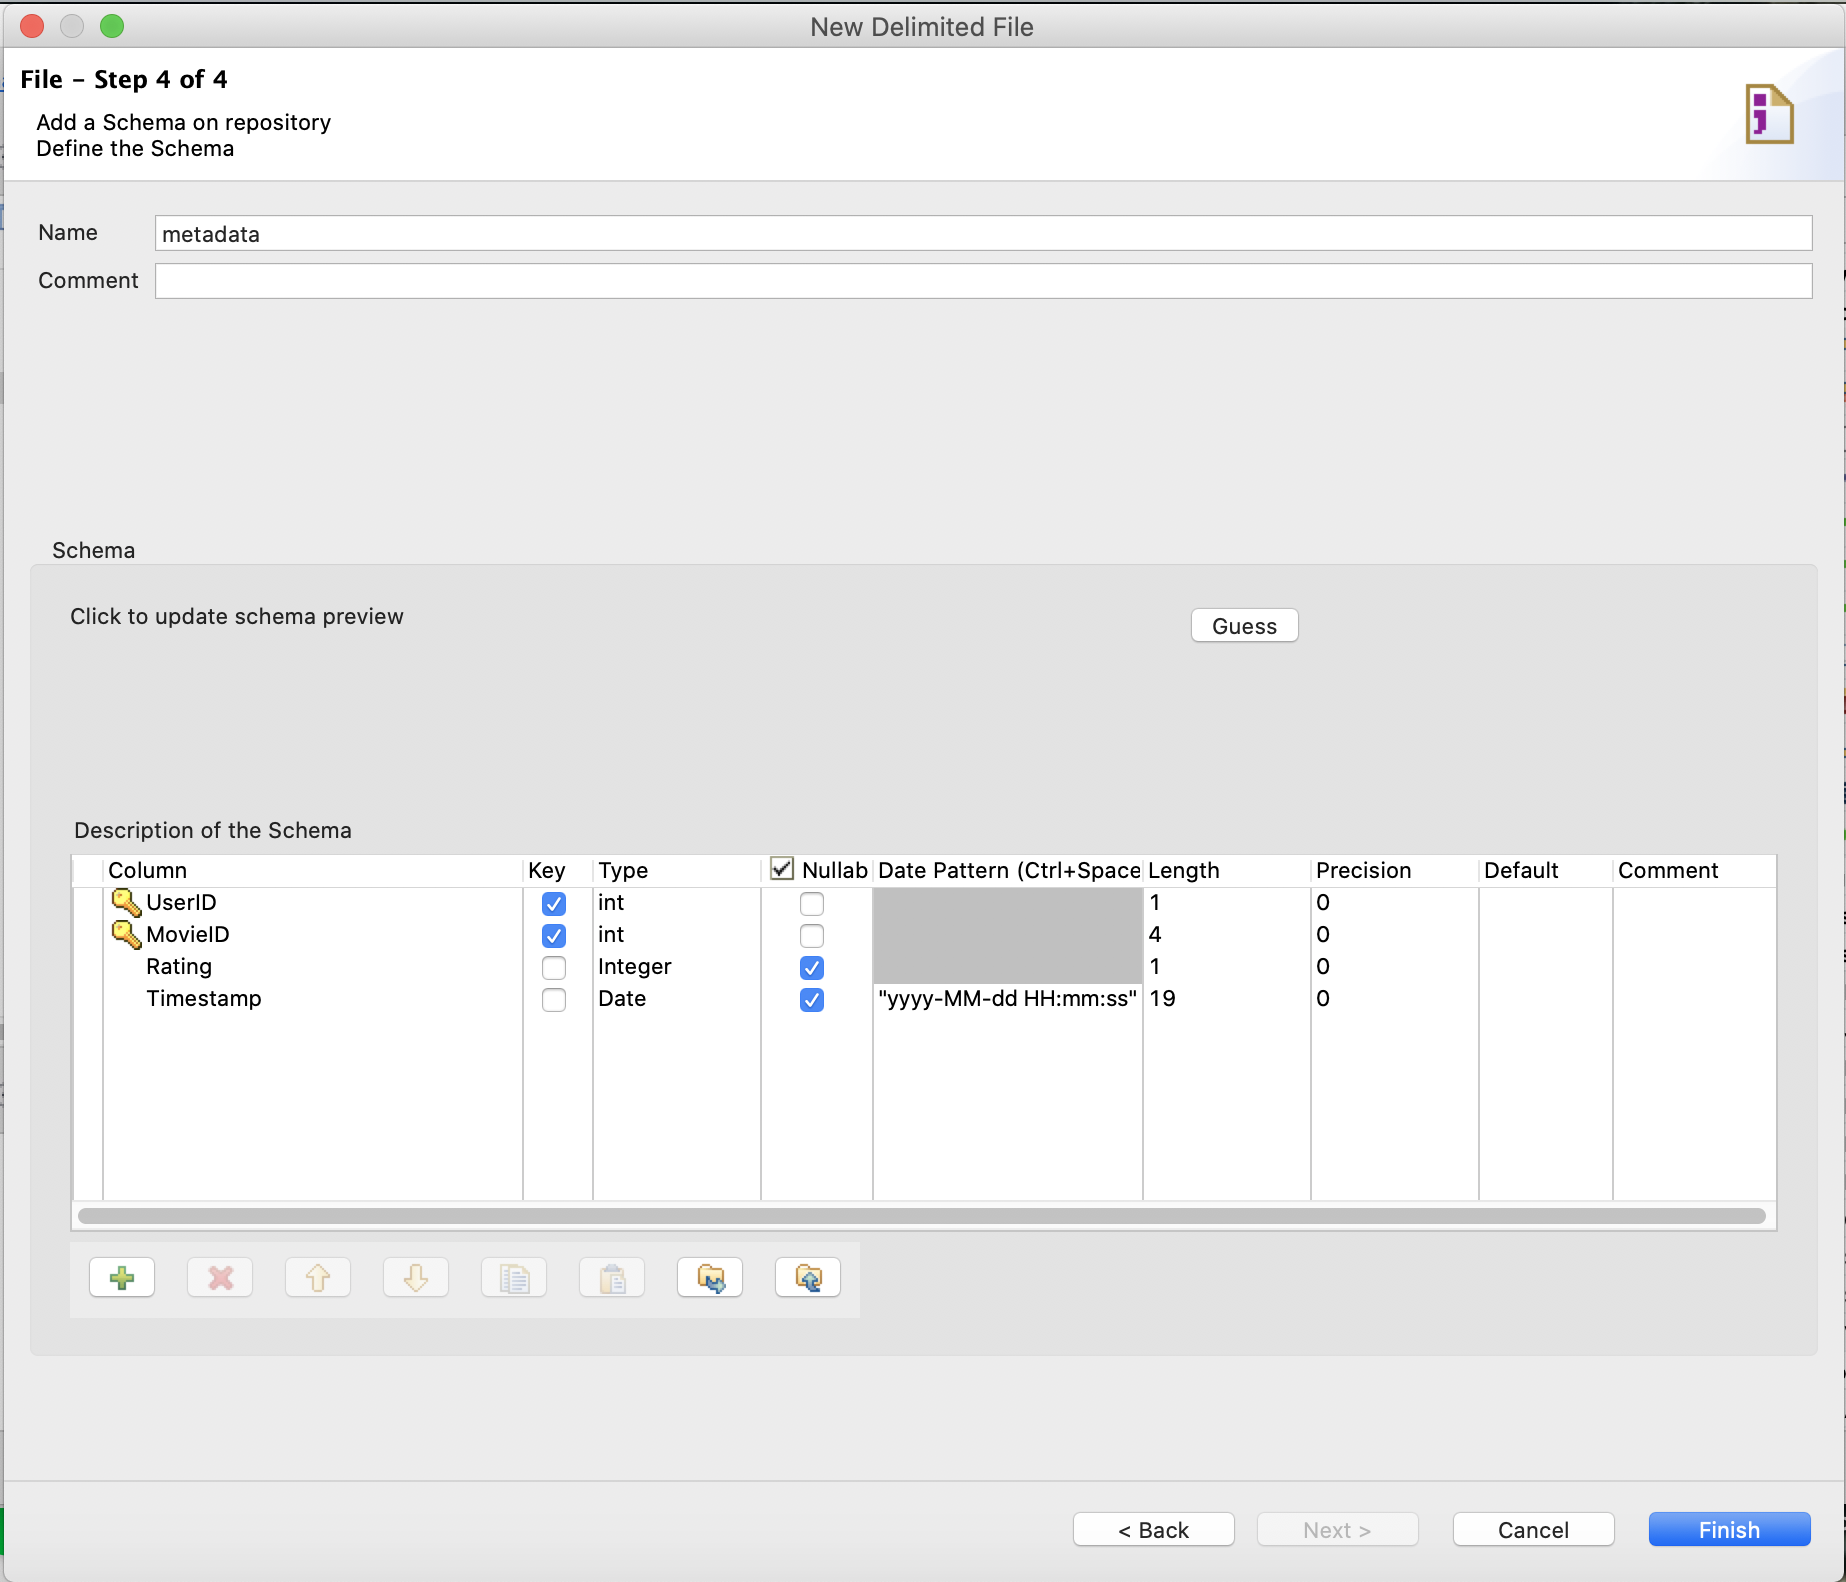 New Delimited File
File – Step 4 of 4
Add a Schema on repository
Define the Schema
Name metadata
Comment
Schema
Click to update schema preview Guess
Description of the Schema
Column Key Type Nullab Date Pattern (Ctrl+Space Length Precision Default Comment
UserID int 1 0
MovieID int 4 0
Rating Integer 1 0
Timestamp Date "yyyy-MM-dd HH:mm:ss" 19 0
< Back Next > Cancel Finish